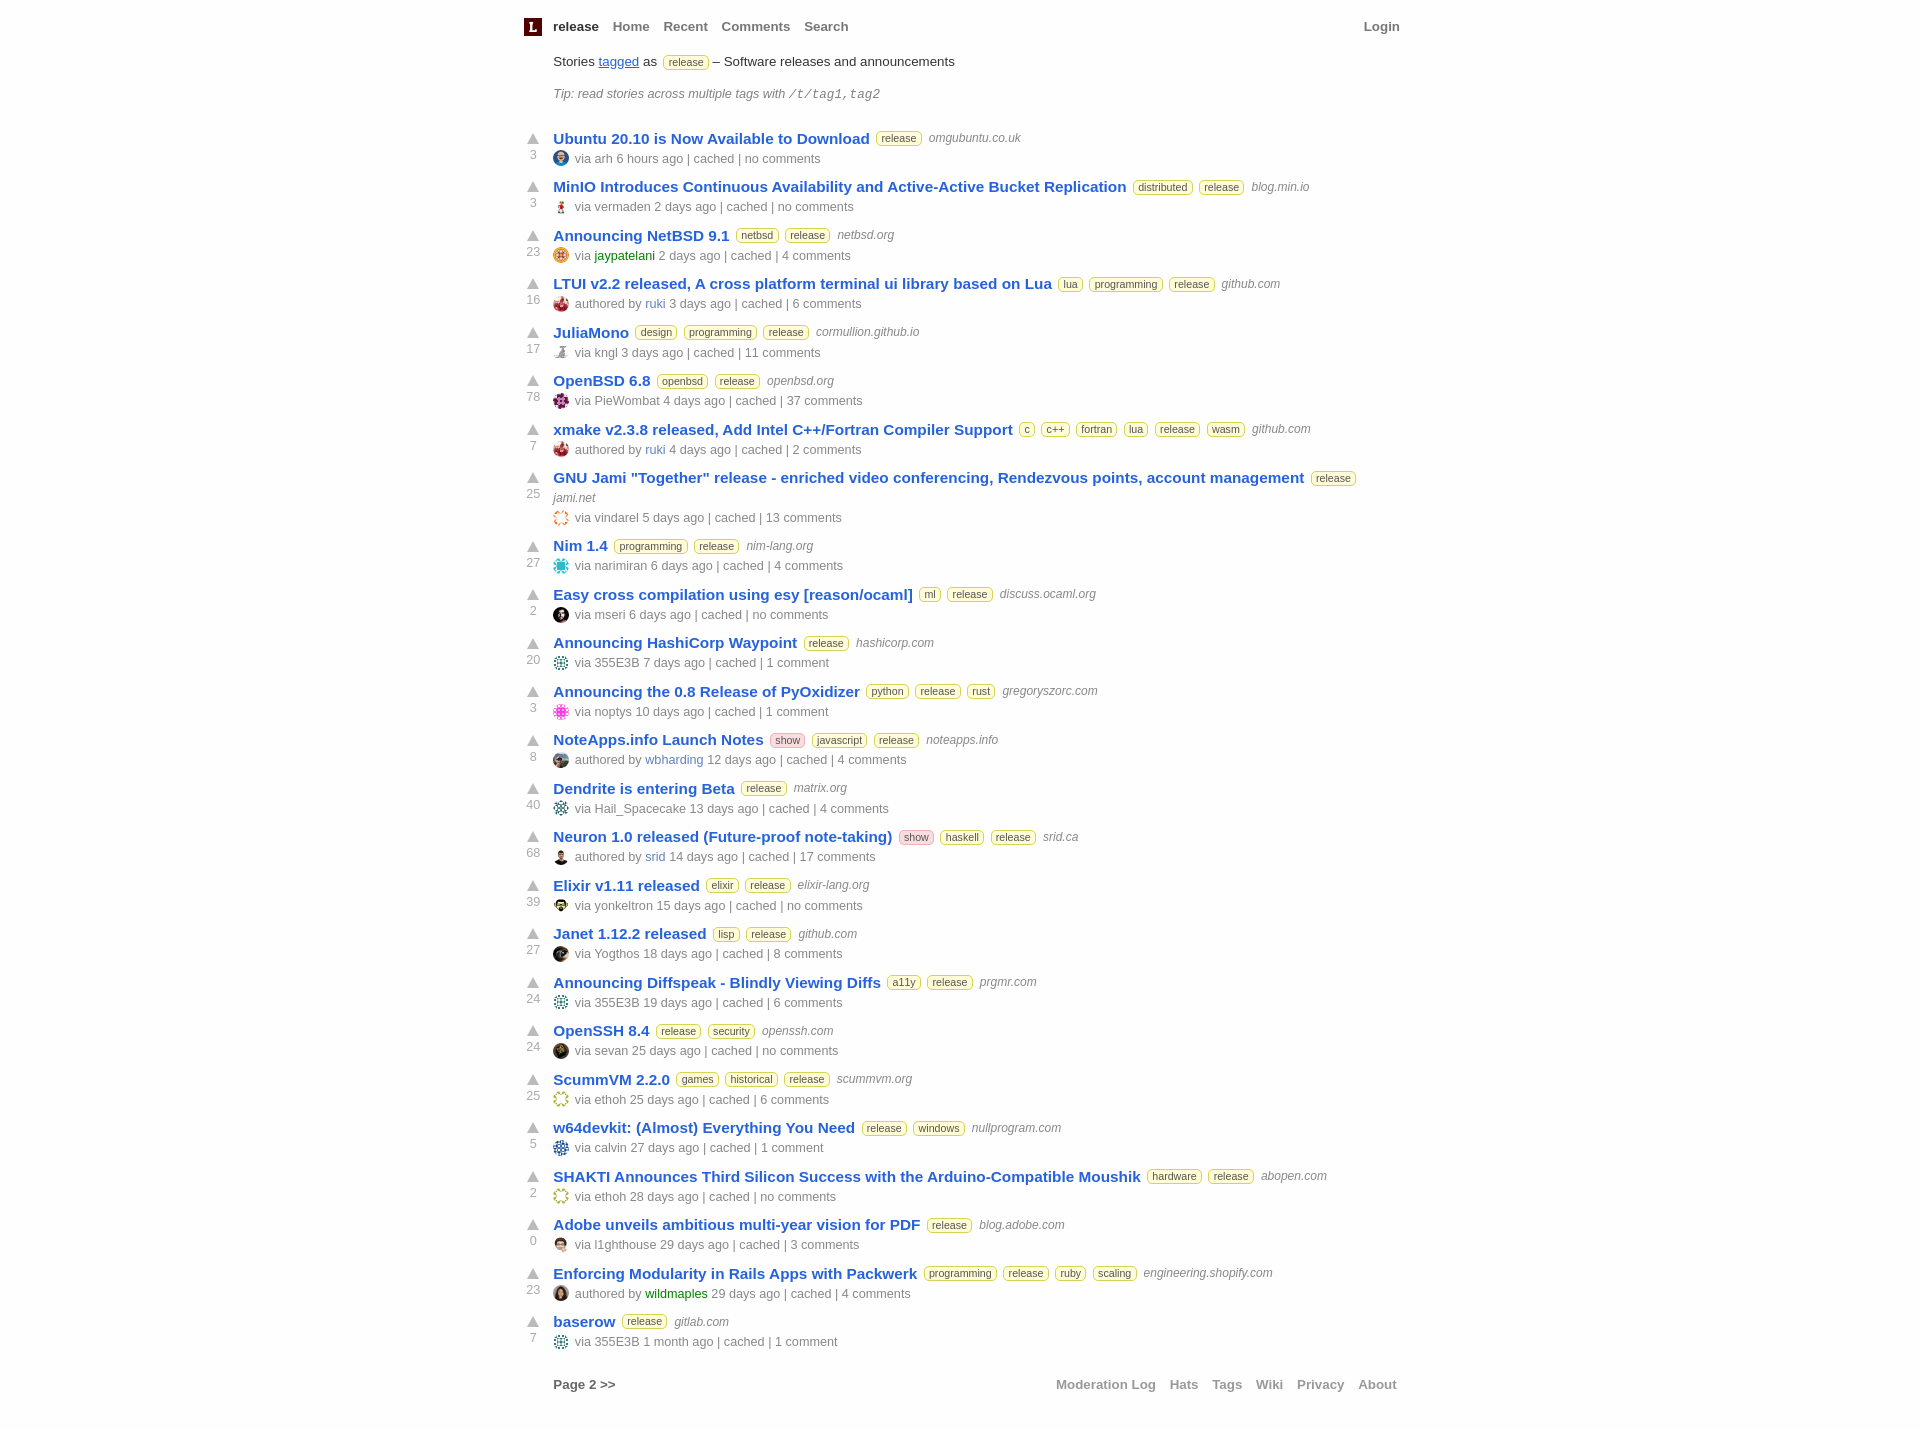 L release Home Recent Comments Search Login
Stories tagged as release – Software releases and announcements
Tip: read stories across multiple tags with /t/tag1,tag2
Ubuntu 20.10 is Now Available to Download release omgubuntu.co.uk
3 via arh 6 hours ago | cached | no comments
MinIO Introduces Continuous Availability and Active-Active Bucket Replication distributed release blog.min.io
3 via vermaden 2 days ago | cached | no comments
Announcing NetBSD 9.1 netbsd release netbsd.org
23 via jaypatelani 2 days ago | cached | 4 comments
LTUI v2.2 released, A cross platform terminal ui library based on Lua lua programming release github.com
16 authored by ruki 3 days ago | cached | 6 comments
JuliaMono design programming release cormullion.github.io
17 via kngl 3 days ago | cached | 11 comments
OpenBSD 6.8 openbsd release openbsd.org
78 via PieWombat 4 days ago | cached | 37 comments
xmake v2.3.8 released, Add Intel C++/Fortran Compiler Support c c++ fortran lua release wasm github.com
7 authored by ruki 4 days ago | cached | 2 comments
GNU Jami "Together" release - enriched video conferencing, Rendezvous points, account management release
25 jami.net
via vindarel 5 days ago | cached | 13 comments
Nim 1.4 programming release nim-lang.org
27 via narimiran 6 days ago | cached | 4 comments
Easy cross compilation using esy [reason/ocaml] ml release discuss.ocaml.org
2 via mseri 6 days ago | cached | no comments
Announcing HashiCorp Waypoint release hashicorp.com
20 via 355E3B 7 days ago | cached | 1 comment
Announcing the 0.8 Release of PyOxidizer python release rust gregoryszorc.com
3 via noptys 10 days ago | cached | 1 comment
NoteApps.info Launch Notes show javascript release noteapps.info
8 authored by wbharding 12 days ago | cached | 4 comments
Dendrite is entering Beta release matrix.org
40 via Hail_Spacecake 13 days ago | cached | 4 comments
Neuron 1.0 released (Future-proof note-taking) show haskell release srid.ca
68 authored by srid 14 days ago | cached | 17 comments
Elixir v1.11 released elixir release elixir-lang.org
39 via yonkeltron 15 days ago | cached | no comments
Janet 1.12.2 released lisp release github.com
27 via Yogthos 18 days ago | cached | 8 comments
Announcing Diffspeak - Blindly Viewing Diffs a11y release prgmr.com
24 via 355E3B 19 days ago | cached | 6 comments
OpenSSH 8.4 release security openssh.com
24 via sevan 25 days ago | cached | no comments
ScummVM 2.2.0 games historical release scummvm.org
25 via ethoh 25 days ago | cached | 6 comments
w64devkit: (Almost) Everything You Need release windows nullprogram.com
5 via calvin 27 days ago | cached | 1 comment
SHAKTI Announces Third Silicon Success with the Arduino-Compatible Moushik hardware release abopen.com
2 via ethoh 28 days ago | cached | no comments
Adobe unveils ambitious multi-year vision for PDF release blog.adobe.com
0 via l1ghthouse 29 days ago | cached | 3 comments
Enforcing Modularity in Rails Apps with Packwerk programming release ruby scaling engineering.shopify.com
23 authored by wildmaples 29 days ago | cached | 4 comments
baserow release gitlab.com
7 via 355E3B 1 month ago | cached | 1 comment
Page 2 >> Moderation Log Hats Tags Wiki Privacy About